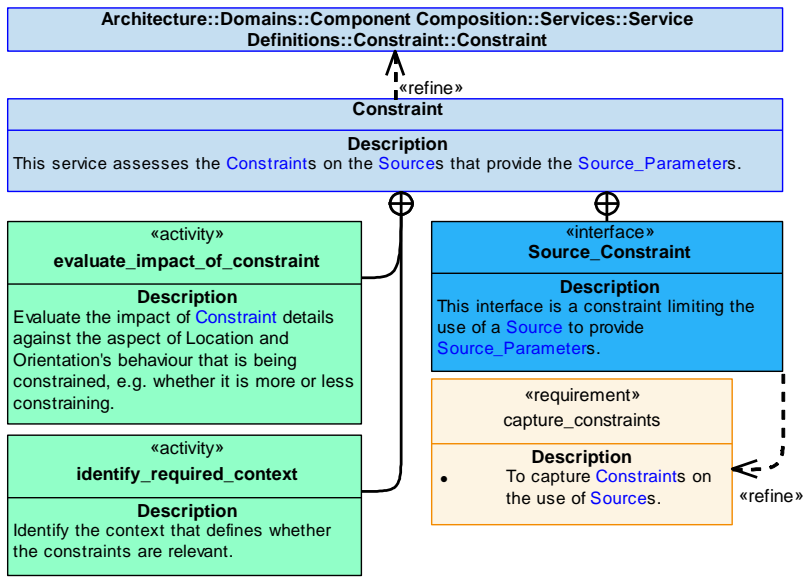 Architecture::Domains::Component Composition::Services::Service
Definitions::Constraint::Constraint
«refine»
Constraint
Description
This service assesses the Constraints on the Sources that provide the Source_Parameters.
«activity»
evaluate_impact_of_constraint
Description
Evaluate the impact of Constraint details
against the aspect of Location and
Orientation's behaviour that is being
constrained, e.g. whether it is more or less
constraining.
«interface»
Source_Constraint
Description
This interface is a constraint limiting the
use of a Source to provide
Source_Parameters.
«activity»
identify_required_context
Description
Identify the context that defines whether
the constraints are relevant.
«requirement»
capture_constraints
Description
• To capture Constraints on
the use of Sources.
«refine»